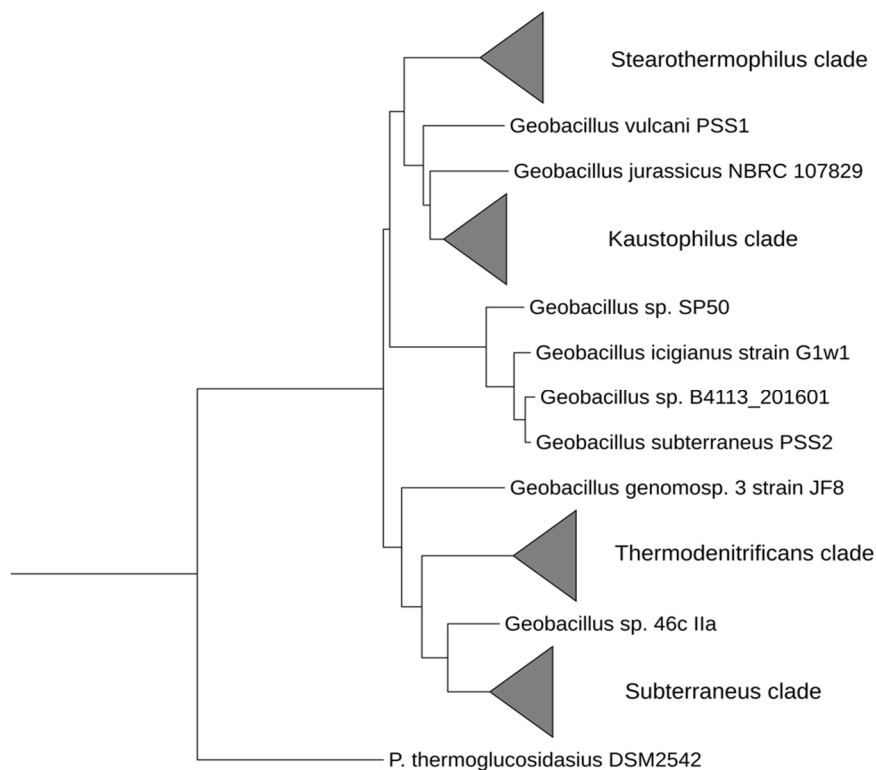 Stearothermophilus clade
Geobacillus vulcani PSS1
Geobacillus jurassicus NBRC 107829
Kaustophilus clade
Geobacillus sp. SP50
Geobacillus icigianus strain G1w1
Geobacillus sp. B4113_201601
Geobacillus subterraneus PSS2
Geobacillus genomosp. 3 strain JF8
Thermodenitrificans clade
Geobacillus sp. 46c IIa
Subterraneus clade
P. thermoglucosidasius DSM2542